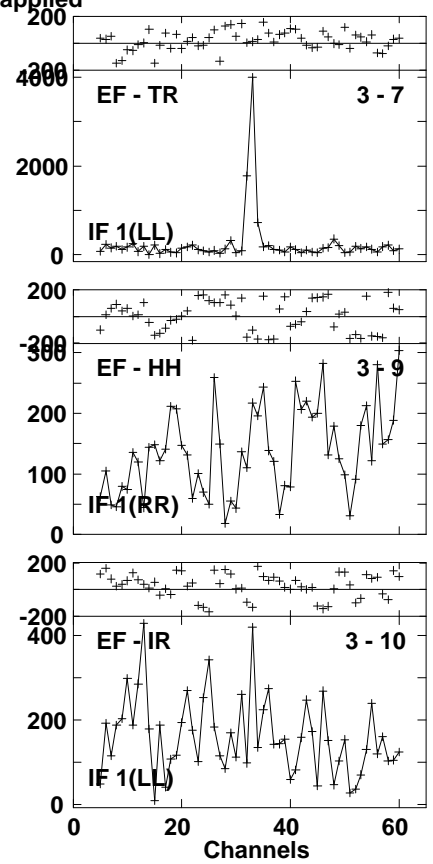 applied
200
-200
4000
EF - TR 3 - 7
2000
IF 1(LL)
0
200
-200
300
EF - HH 3 - 9
200
100
IF 1(RR)
0
200
-200
400
EF - IR 3 - 10
200
IF 1(LL)
0
0 20 40 60
Channels